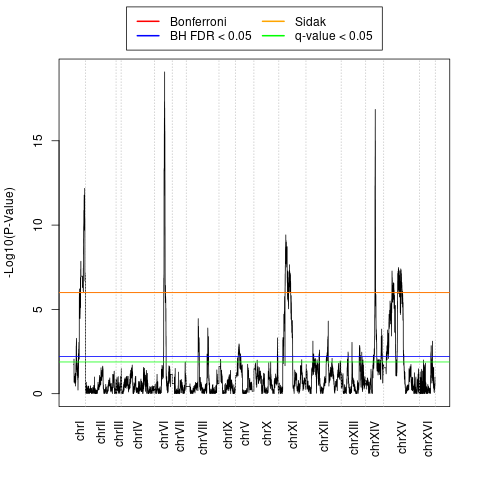 Bonferroni Sidak
BH FDR < 0.05 q-value < 0.05
-Log10(P-Value)
15
10
5
0
chrI chrII chrIII chrIV chrVI chrVII chrVIII chrIX chrV chrX chrXI chrXII chrXIII chrXIV chrXV chrXVI